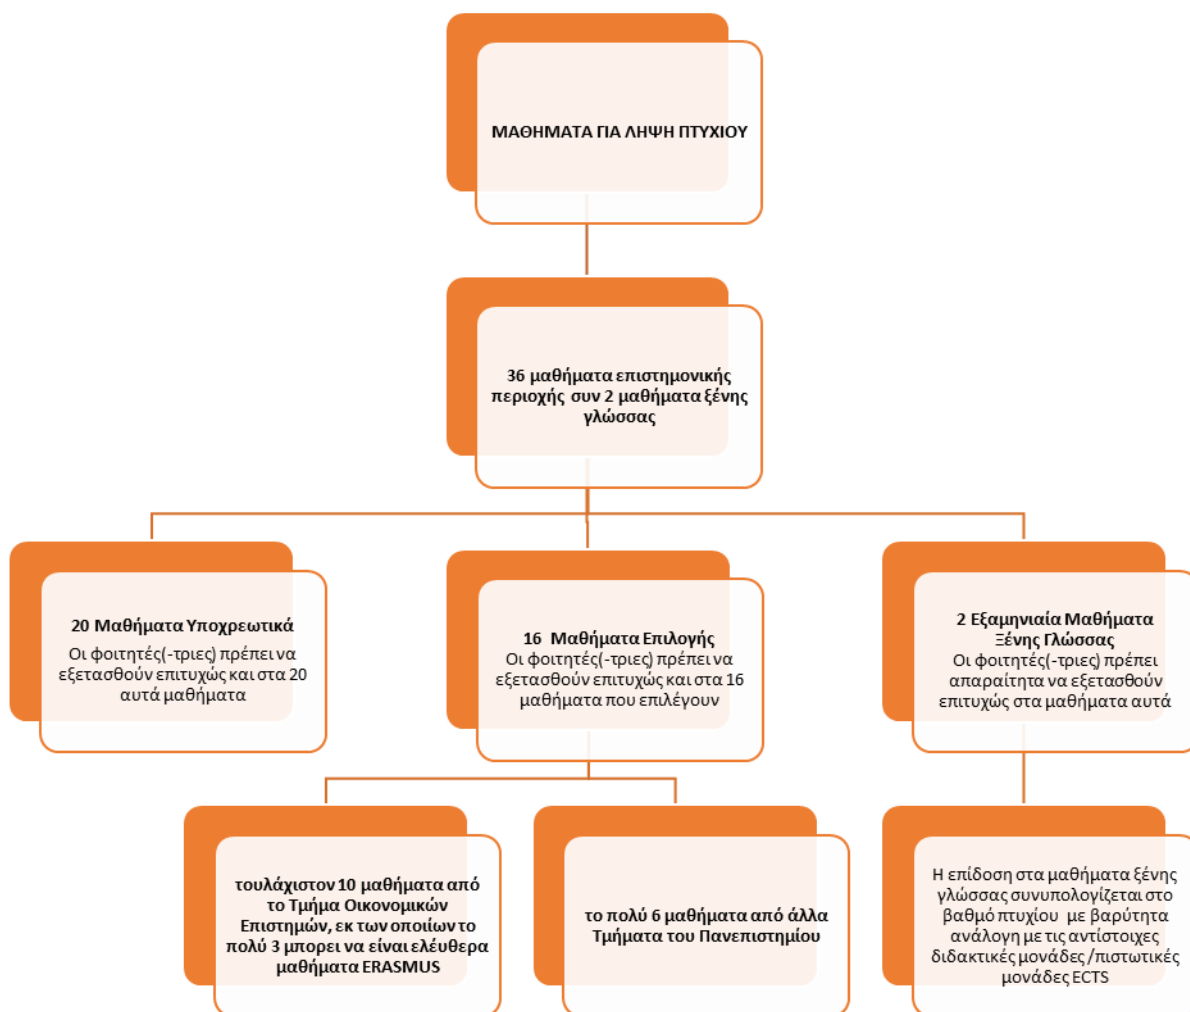 ΜΑΘΗΜΑΤΑ ΓΙΑ ΛΗΨΗ ΠΤΥΧΙΟΥ
36 μαθήματα επιστημονικής
περιοχής συν 2 μαθήματα ξένης
γλώσσας
20 Μαθήματα Υποχρεωτικά
Οι φοιτητές(-τριες) πρέπει να
εξετασθούν επιτυχώς και στα 20
αυτά μαθήματα
16 Μαθήματα Επιλογής
Οι φοιτητές(-τριες) πρέπει να
εξετασθούν επιτυχώς και στα 16
μαθήματα που επιλέγουν
2 Εξαμηνιαία Μαθήματα
Ξένης Γλώσσας
Οι φοιτητές(-τριες) πρέπει
απαραίτητα να εξετασθούν
επιτυχώς στα μαθήματα αυτά
τουλάχιστον 10 μαθήματα από
το Τμήμα Οικονομικών
Επιστημών, εκ των οποίιων το
πολύ 3 μπορει να είναι ελέυθερα
μαθήματα ERASMUS
το πολύ 6 μαθήματα από άλλα
Τμήματα του Πανεπιστημίου
Η επίδοση στα μαθήματα ξένης
γλώσσας συνυπολογίζεται στο
βαθμό πτυχίου με βαρύτητα
ανάλογη με τις αντίστοιχες
διδακτικές μονάδες /πιστωτικές
μονάδες ECTS